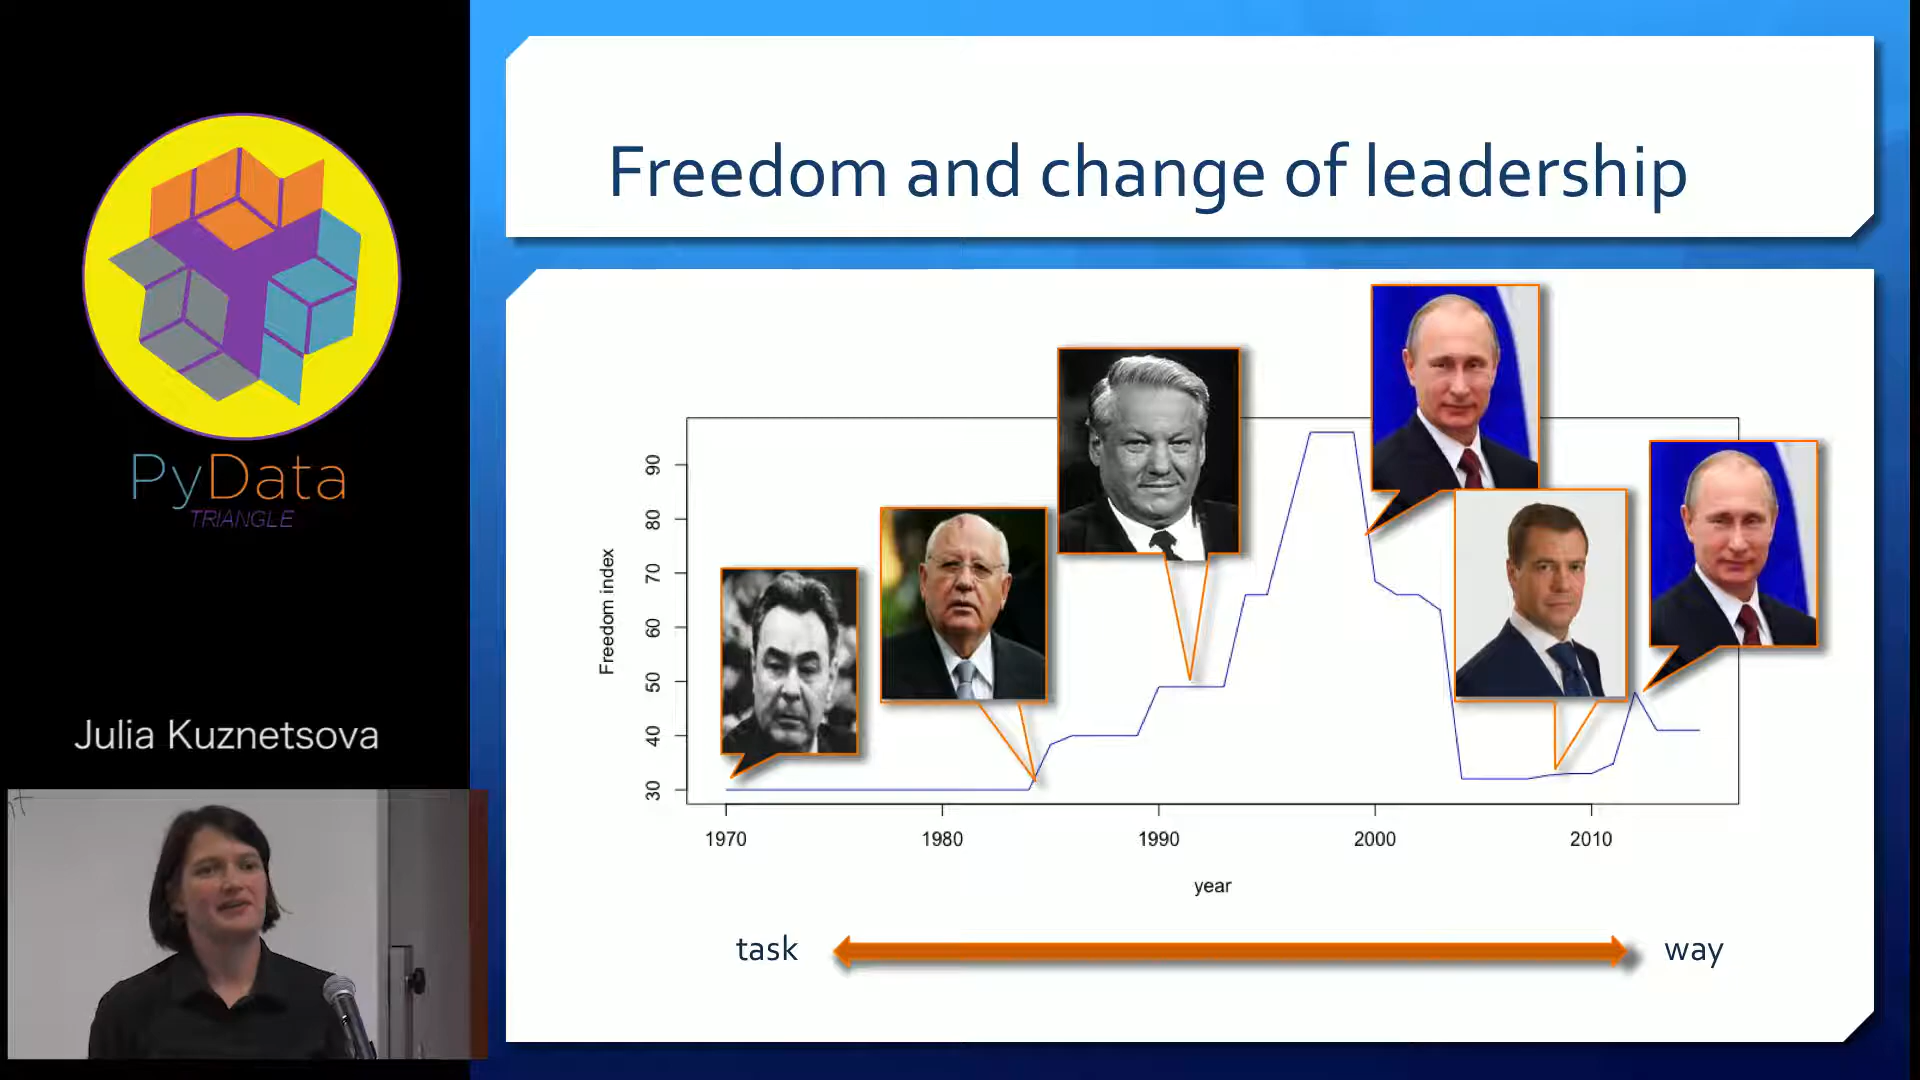 PyData
TRIANGLE
Julia Kuznetsova
Freedom and change of leadership
Freedom index
90
80
70
60
50
40
30
1970 1980 1990 2000 2010
year
task way